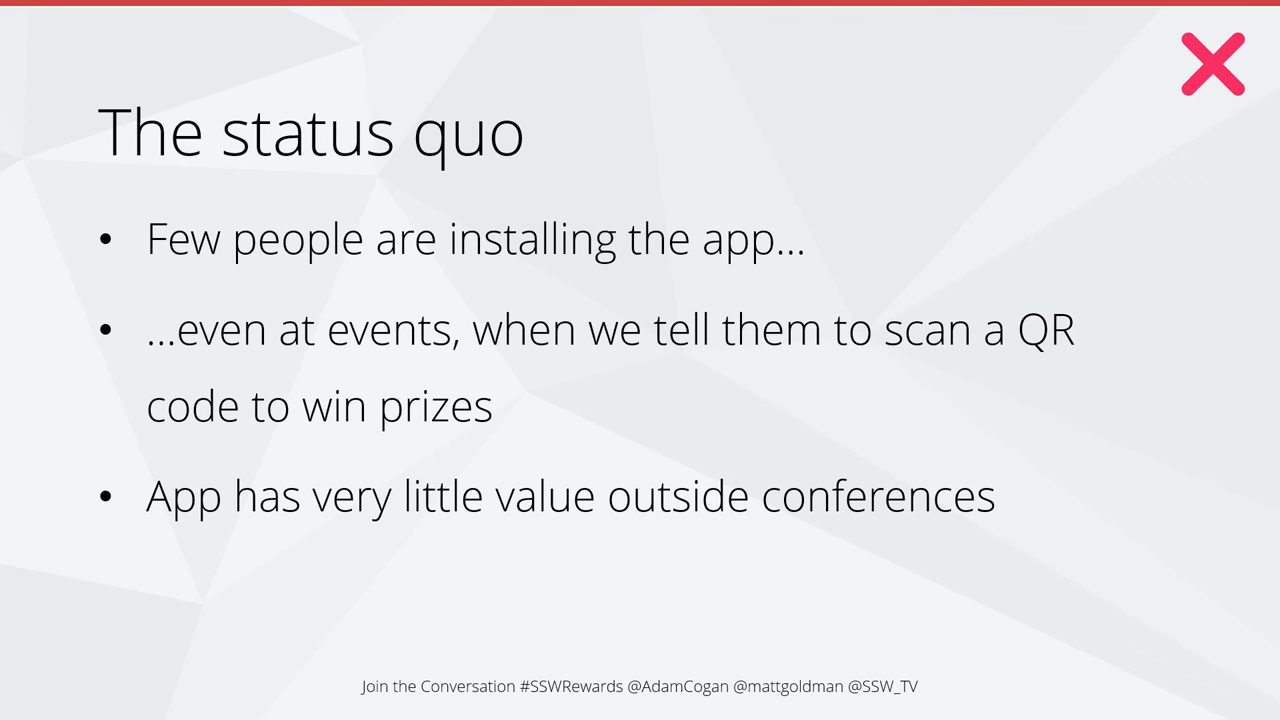 The status quo
• Few people are installing the app...
• ...even at events, when we tell them to scan a QR
code to win prizes
• App has very little value outside conferences
Join the Conversation #SSWRewards @AdamCogan @mattgoldman @SSW_TV